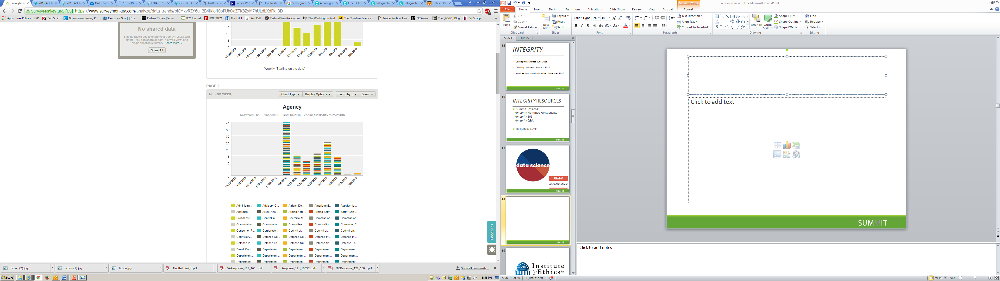 SurveyMon
2015 AGEN
2015 AGEN
Mail - Steel
15-1748 Di
FOIA | US
OGE FOIA
Twitter cha
Forbes We
How to sta
"easy grap
Amazingly
Free Online
Infographic
Infographic
Untitled D
SurveyMonkey Inc. [US]
https://www.surveymonkey.com/analyze/data-trends/
Apps
Politics : NPR
Fed Smith
Government News, R...
Executive Gov | | Exe...
Federal Times |Feder...
IEC Journal
POLITICO
The Hill
Roll Call
FederalNewsRadio.com
The Washington Post
The Christian Science ...
Inside Political Law
FEDweek
The (POGO) Blog
FedScoop
No shared data
Sharing allows you to share your survey results with
others. You can share all data, a saved view, or a
single question summary. Learn more »
Share All
15
10
5
0
11/30/2015
12/7/2015
12/14/2015
12/21/2015
12/28/2015
1/4/2016
1/11/2016
1/18/2016
1/25/2016
2/1/2016
2/8/2016
2/15/2016
2/22/2016
Weekly (Starting on the date)
PAGE 2
Q1 (by week)
Chart Type
Display Options
Trend by...
Zoom
Agency
Answered: 125 Skipped: 0 First: 1/4/2016 Zoom: 11/30/2015 to 2/22/2016
40
35
30
25
20
15
10
5
0
11/30/2015
12/7/2015
12/14/2015
12/21/2015
12/28/2015
1/4/2016
1/11/2016
1/18/2016
1/25/2016
2/1/2016
2/8/2016
2/15/2016
2/22/2016
Administra... Advisory C... African De... American B... Appalachia...
Appraisal ... Arctic Res... Armed Forc... Armed Serv... Barry Gold...
Broadcasti... Central In... Chemical S... Commission... Commission...
Commission... Commission... Committee ... Commodity ... Consumer F...
Consumer P... Corporatio... Council of... Council of... Council on...
Court Serv... Defense Co... Defense Co... Defense Fi... Defense In...
Defense In... Defense Lo... Defense Nu... Defense Se... Defense Th...
Denali Com... Department... Department... Department... Department...
Department... Department... Department... Department... Department...
Department... Department... Department... Department... Department...
Feedback
fiction (2).jpg
fiction (1).jpg
fiction.jpg
Untitled design.pdf
VAResponse_121_160....pdf
Response_121_160301.pdf
ITCResponse_122_160....pdf
Show all downloads...
Start
5:56 PM
Drawing Tools
Year in Review.pptx - Microsoft PowerPoint
File Home Insert Design Transitions Animations Slide Show Review View Acrobat Format
Paste
Cut
Copy
Format Painter
Clipboard
New
Slide
Layout
Reset
Section
Slides
Calibri Light (Hea
48
Font
Text Direction
Align Text
Convert to SmartArt
Paragraph
Arrange
Quick
Styles
Shape Fill
Shape Outline
Shape Effects
Drawing
Find
Replace
Select
Editing
Slides Outline
15
INTEGRITY
• Development started June 2015
• Officially launched January 1, 2015
• Nominee functionality launched November 2015
SUMMIT
16
INTEGRITY RESOURCES
Summit Sessions:
Integrity Nominee Functionality
Integrity 101
Integrity Q&A
Help Desk Kiosk
SUMMIT
17
data science
HELLO
Brandon Steele
SUMMIT
18
SUMMIT
19
OGE
Institute
for Ethics in
Click to add text
SUMMIT
Click to add notes
Slide 18 of 50
"1_Retrospect"
96%